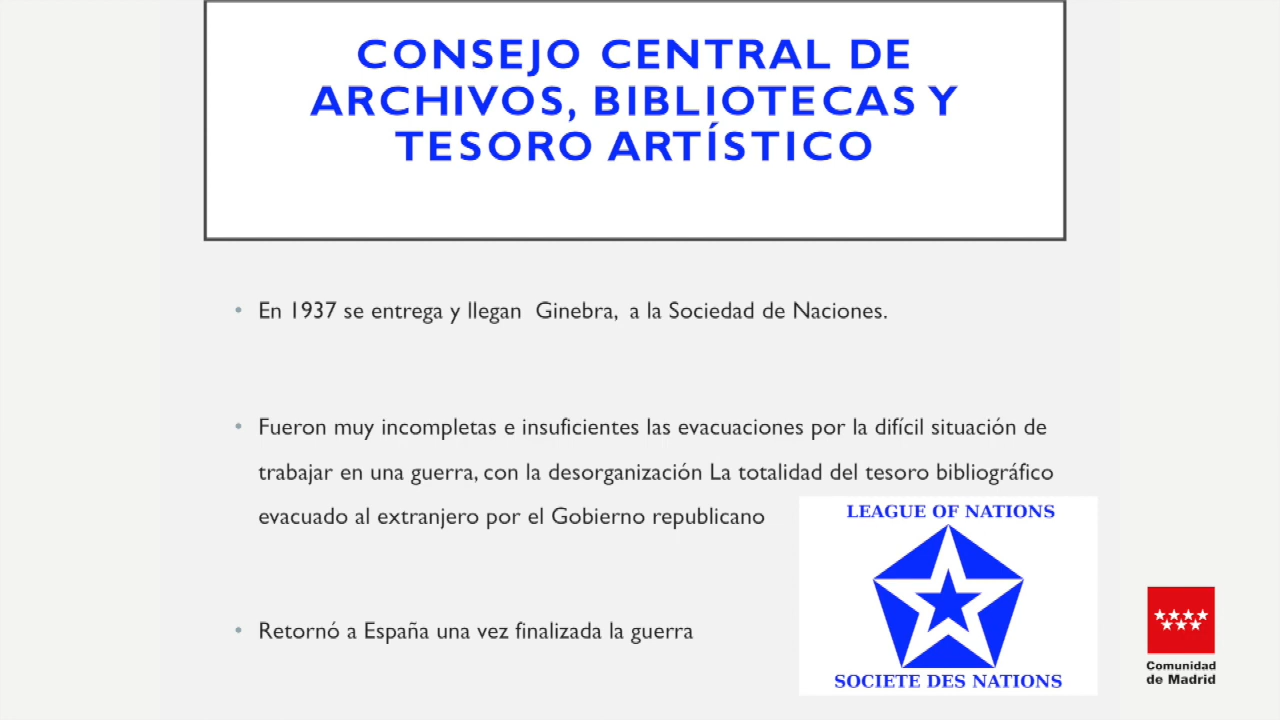 CONSEJO CENTRAL DE
ARCHIVOS, BIBLIOTECAS Y
TESORO ARTÍSTICO
• En 1937 se entrega y llegan Ginebra, a la Sociedad de Naciones.
• Fueron muy incompletas e insuficientes las evacuaciones por la difícil situación de
trabajar en una guerra, con la desorganización La totalidad del tesoro bibliográfico
evacuado al extranjero por el Gobierno republicano
• Retornó a España una vez finalizada la guerra
LEAGUE OF NATIONS
SOCIETE DES NATIONS
Comunidad
de Madrid